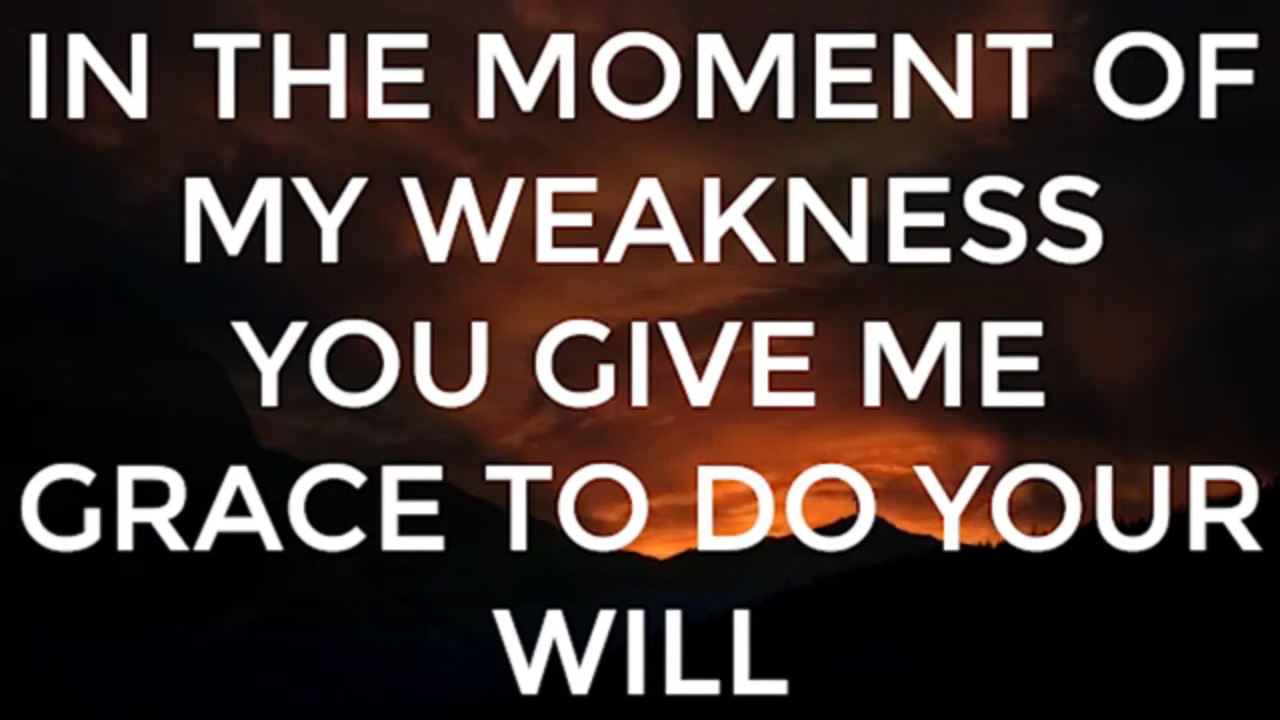 IN THE MOMENT OF
MY WEAKNESS
YOU GIVE ME
GRACE TO DO YOUR
WILL